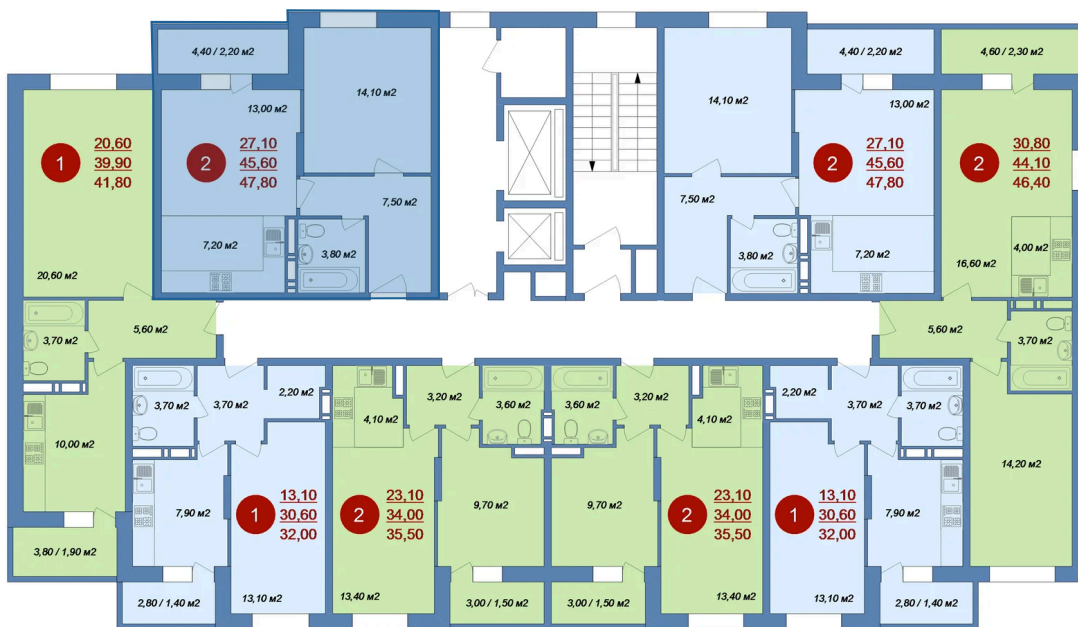 4,40 / 2,20 м2
14,10 м2
13,00 м2
1
20,60
39,90
41,80
2
27,10
45,60
47,80
7,50 м2
7,20 м2
3,80 м2
20,60 м2
4,40 / 2,20 м2
4,60 / 2,30 м2
14,10 м2
13,00 м2
2
27,10
45,60
47,80
2
30,80
44,10
46,40
7,50 м2
3,80 м2
7,20 м2
4,00 м2
16,60 м2
5,60 м2
3,70 м2
5,60 м2
3,70 м2
3,70 м2
3,70 м2
2,20 м2
3,20 м2
4,10 м2
3,60 м2
3,60 м2
3,20 м2
4,10 м2
2,20 м2
3,70 м2
3,70 м2
10,00 м2
14,20 м2
7,90 м2
1
13,10
30,60
32,00
2
23,10
34,00
35,50
9,70 м2
9,70 м2
2
23,10
34,00
35,50
1
13,10
30,60
32,00
7,90 м2
3,80 / 1,90 м2
2,80 / 1,40 м2
13,10 м2
13,40 м2
3,00 / 1,50 м2
3,00 / 1,50 м2
13,40 м2
13,10 м2
2,80 / 1,40 м2